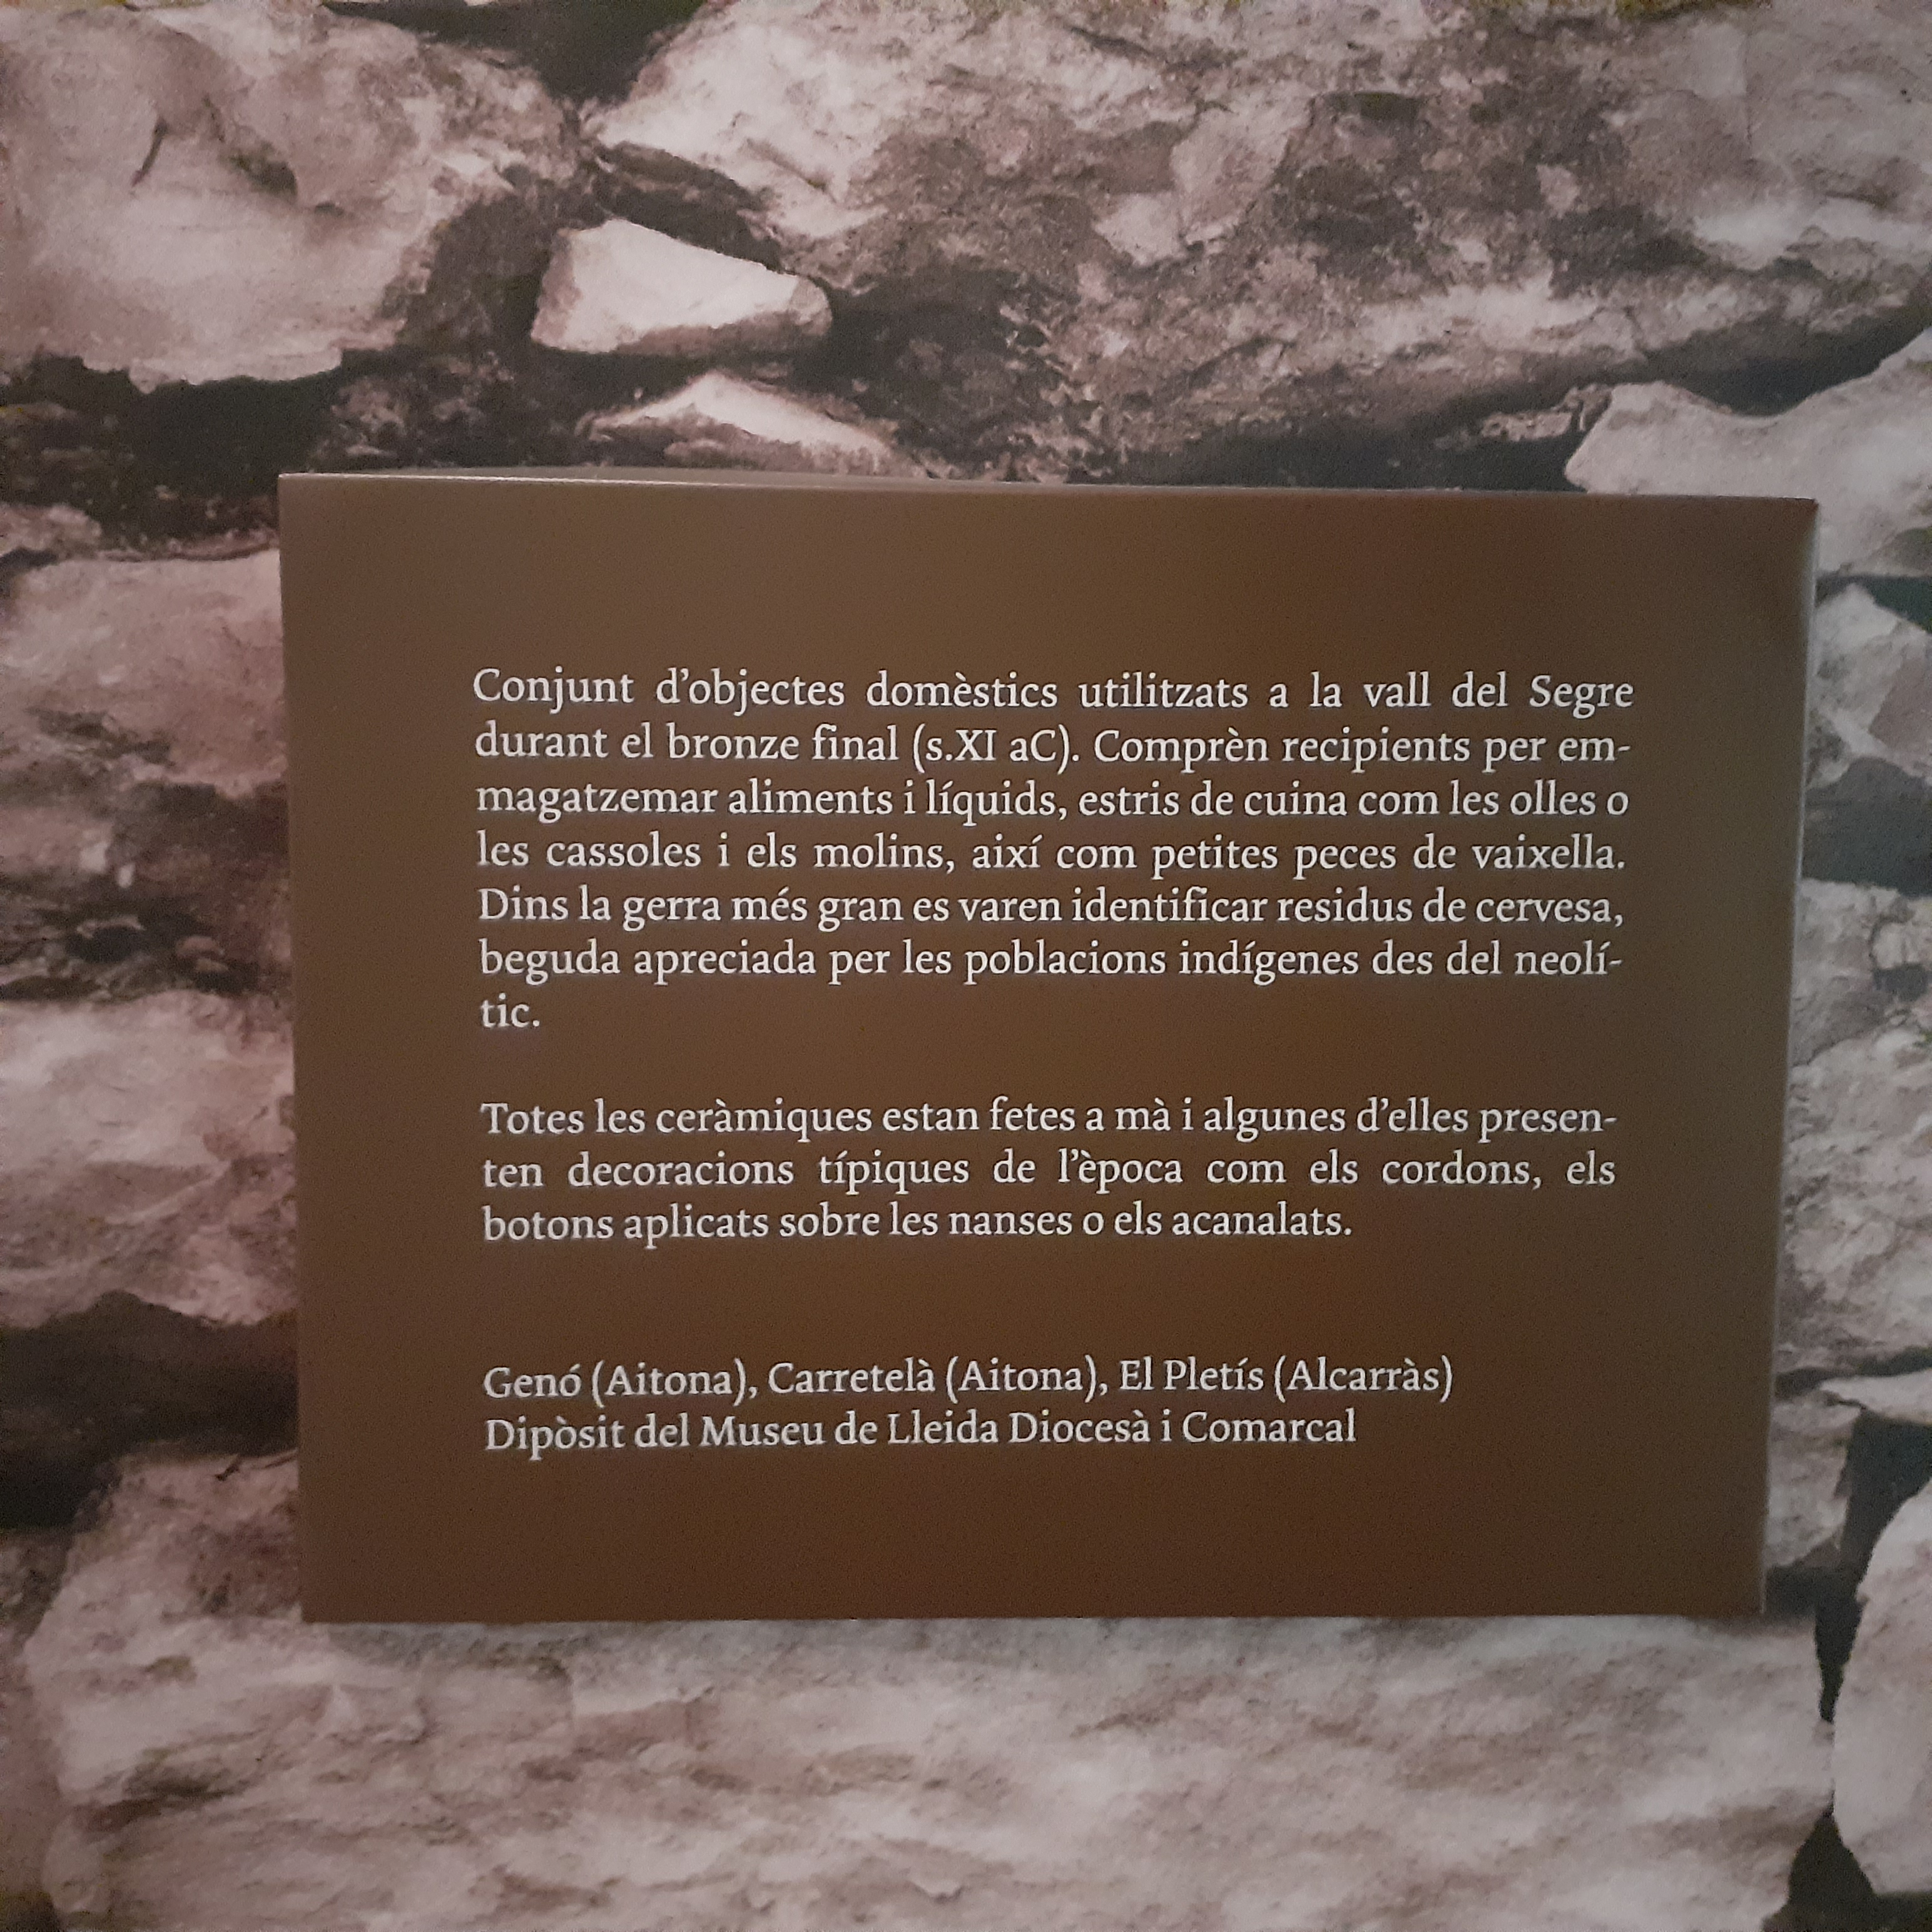 Conjunt d’objectes domèstics utilitzats a la vall del Segre
durant el bronze final (s.XI aC). Comprèn recipients per em-
magatzemar aliments i líquids, estris de cuina com les olles o
les cassoles i els molins, així com petites peces de vaixella.
Dins la gerra més gran es varen identificar residus de cervesa,
beguda apreciada per les poblacions indígenes des del neolí-
tic.
Totes les ceràmiques estan fetes a mà i algunes d’elles presen-
ten decoracions típiques de l’època com els cordons, els
botons aplicats sobre les nanses o els acanalats.
Genó (Aitona), Carretelà (Aitona), El Pletís (Alcarràs)
Dipòsit del Museu de Lleida Diocesà i Comarcal